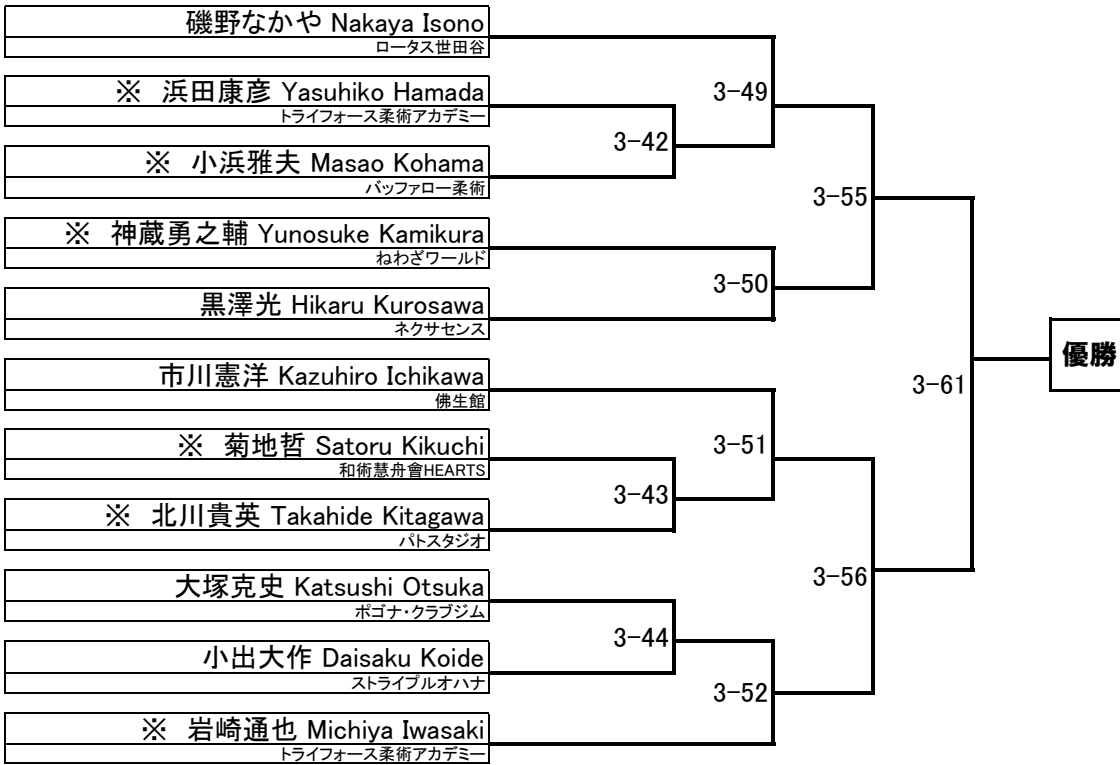 磯野なかや Nakaya Isono
ロータス世田谷
※ 浜田康彦 Yasuhiko Hamada
トライフォース柔術アカデミー
※ 小浜雅夫 Masao Kohama
バッファロー柔術
※ 神蔵勇之輔 Yunosuke Kamikura
ねわざワールド
黒澤光 Hikaru Kurosawa
ネクサセンス
市川憲洋 Kazuhiro Ichikawa
佛生館
※ 菊地哲 Satoru Kikuchi
和術慧舟會HEARTS
※ 北川貴英 Takahide Kitagawa
パトスタジオ
大塚克史 Katsushi Otsuka
ポゴナ・クラブジム
小出大作 Daisaku Koide
ストライプルオハナ
※ 岩崎通也 Michiya Iwasaki
トライフォース柔術アカデミー
3-42
3-43
3-44
3-49
3-50
3-51
3-52
3-55
3-56
3-61
優勝